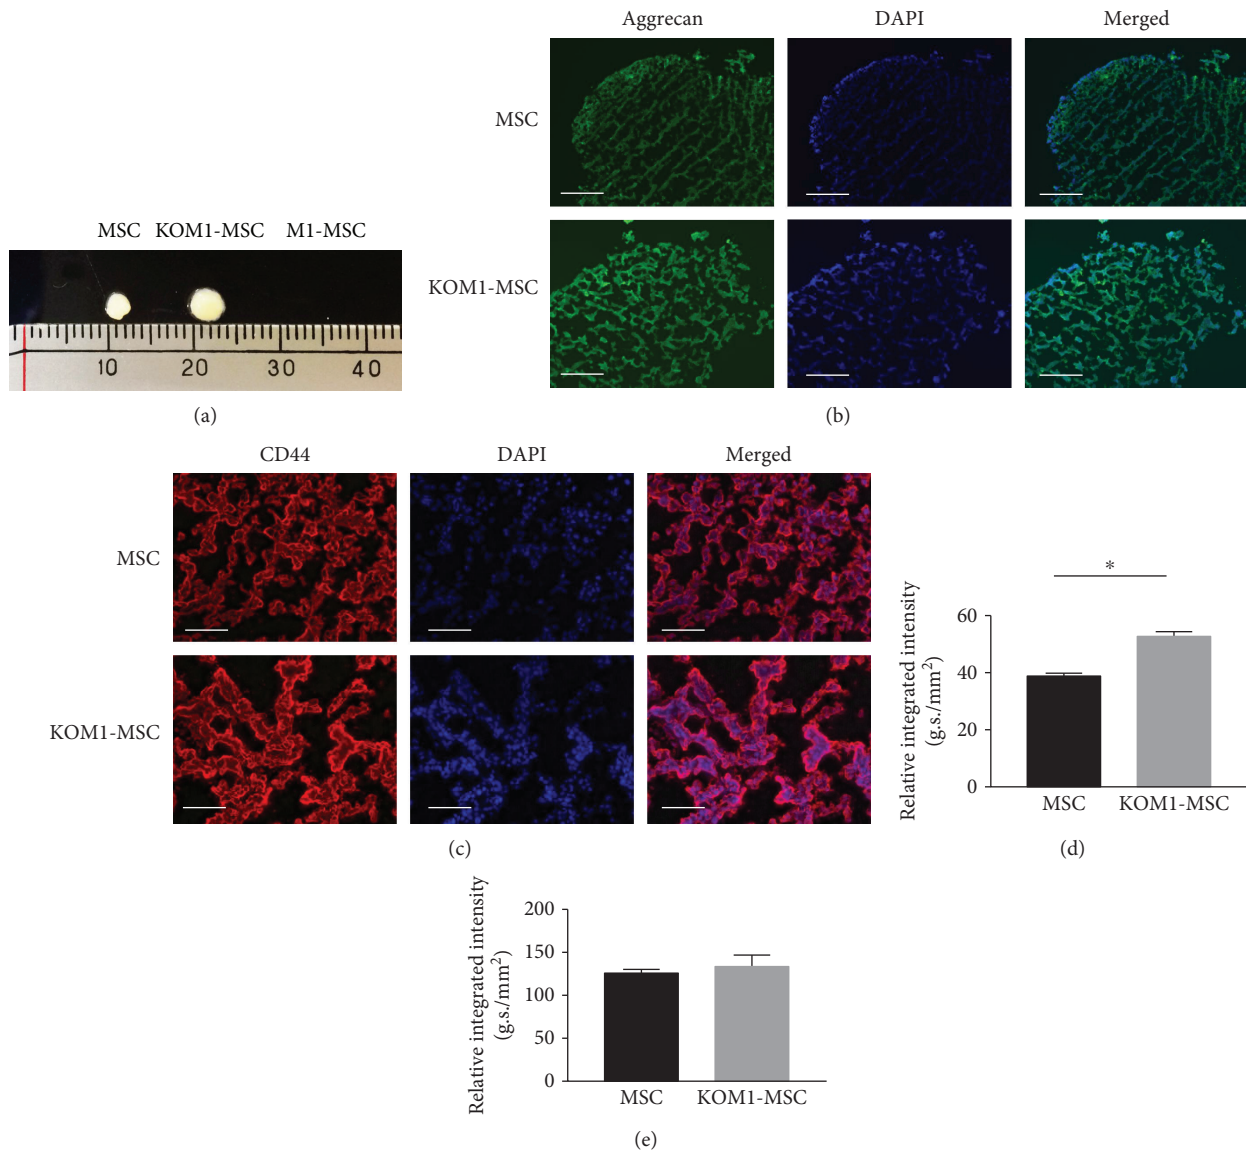 MSC KOM1-MSC M1-MSC
10 20 30 40
(a)
Aggrecan DAPI Merged
MSC
KOM1-MSC
(b)
CD44 DAPI Merged
MSC
KOM1-MSC
(c)
Relative integrated intensity
(g.s./mm²)
60
40
20
0
*
MSC KOM1-MSC
(d)
Relative integrated intensity
(g.s./mm²)
200
150
100
50
0
MSC KOM1-MSC
(e)